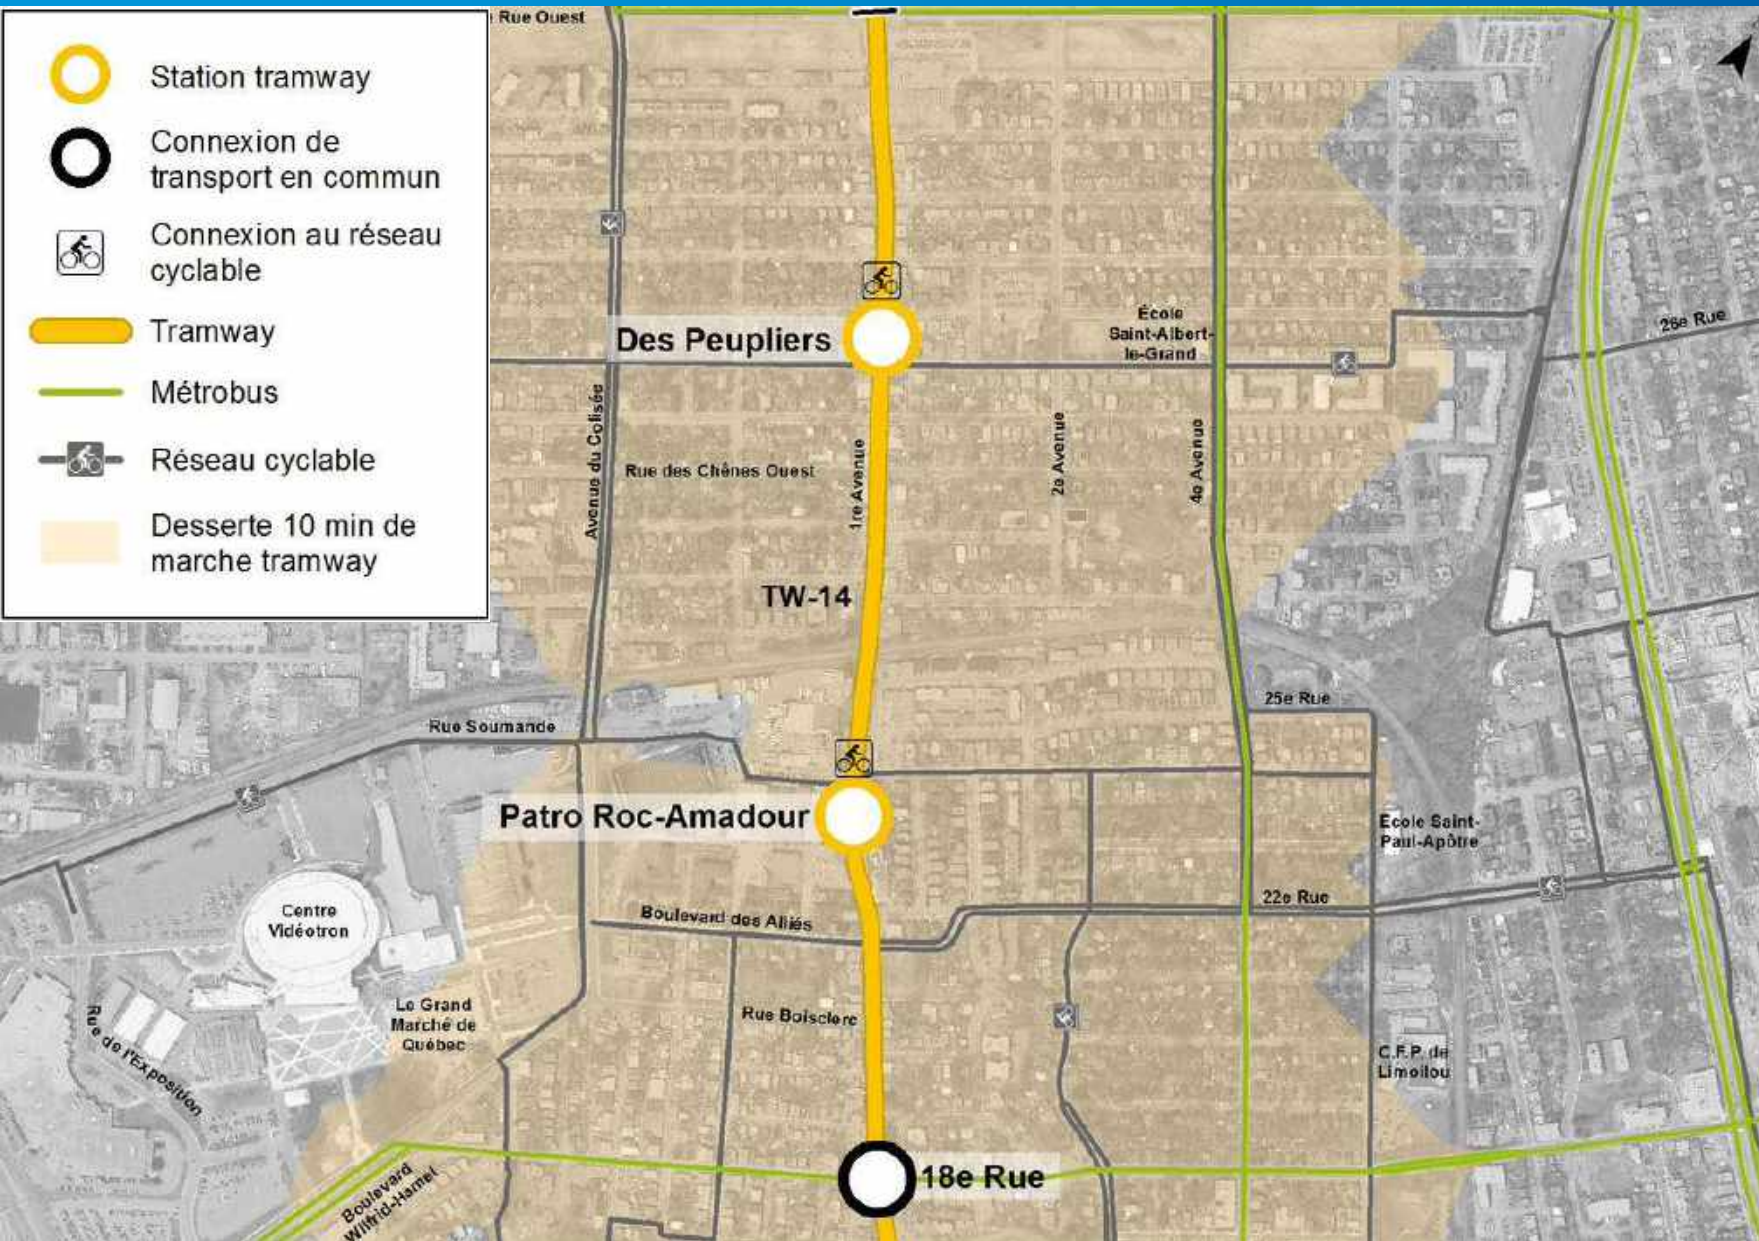 Station tramway
Connexion de
transport en commun
Connexion au réseau
cyclable
Tramway
Métrobus
Réseau cyclable
Desserte 10 min de
marche tramway
Rue Ouest
Des Peupliers
École
Saint-Albert-
le-Grand
26e Rue
Avenue du Colisée
Rue des Chênes Ouest
1re Avenue
2e Avenue
4e Avenue
TW-14
25e Rue
Rue Soumande
Patro Roc-Amadour
École Saint-
Paul-Apôtre
22e Rue
Centre
Vidéotron
Boulevard des Alliés
Le Grand
Marché de
Québec
Rue Boisclerc
Rue de l'Exposition
C.F.P. de
Limoilou
18e Rue
Boulevard
Wilfrid-Hamel